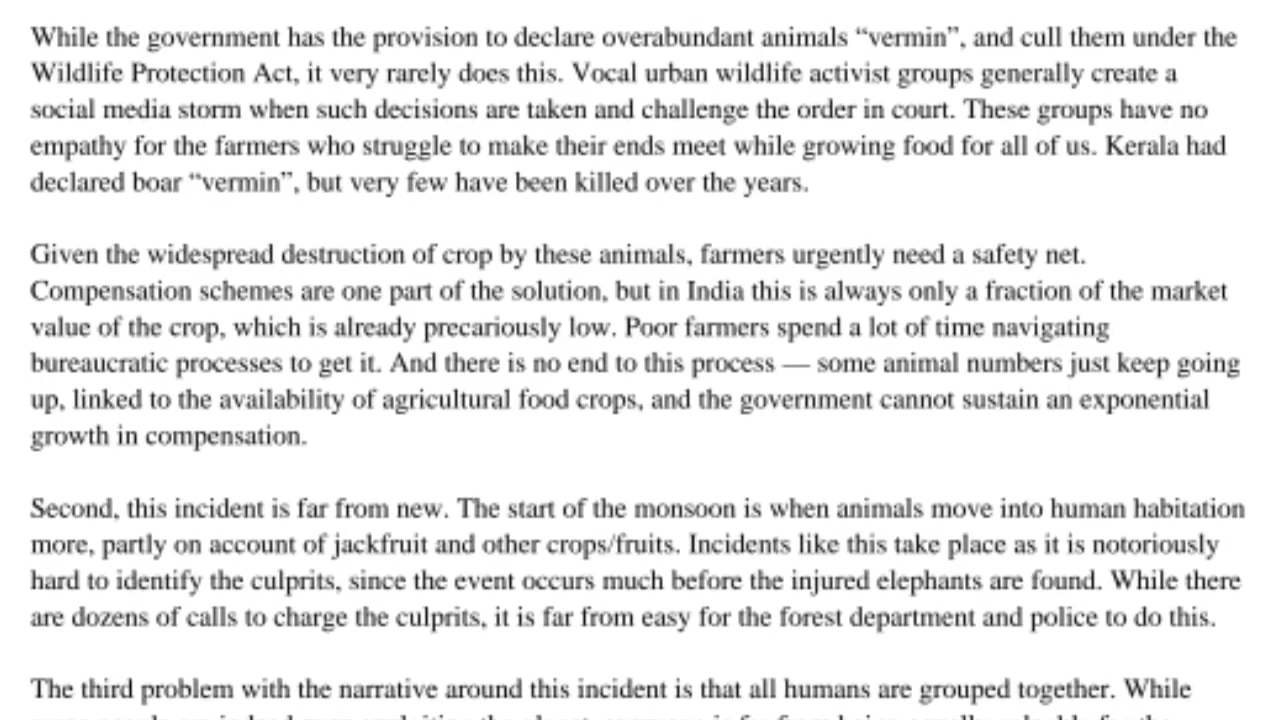 While the government has the provision to declare overabundant animals “vermin”, and cull them under the
Wildlife Protection Act, it very rarely does this. Vocal urban wildlife activist groups generally create a
social media storm when such decisions are taken and challenge the order in court. These groups have no
empathy for the farmers who struggle to make their ends meet while growing food for all of us. Kerala had
declared boar “vermin”, but very few have been killed over the years.
Given the widespread destruction of crop by these animals, farmers urgently need a safety net.
Compensation schemes are one part of the solution, but in India this is always only a fraction of the market
value of the crop, which is already precariously low. Poor farmers spend a lot of time navigating
bureaucratic processes to get it. And there is no end to this process — some animal numbers just keep going
up, linked to the availability of agricultural food crops, and the government cannot sustain an exponential
growth in compensation.
Second, this incident is far from new. The start of the monsoon is when animals move into human habitation
more, partly on account of jackfruit and other crops/fruits. Incidents like this take place as it is notoriously
hard to identify the culprits, since the event occurs much before the injured elephants are found. While there
are dozens of calls to charge the culprits, it is far from easy for the forest department and police to do this.
The third problem with the narrative around this incident is that all humans are grouped together. While